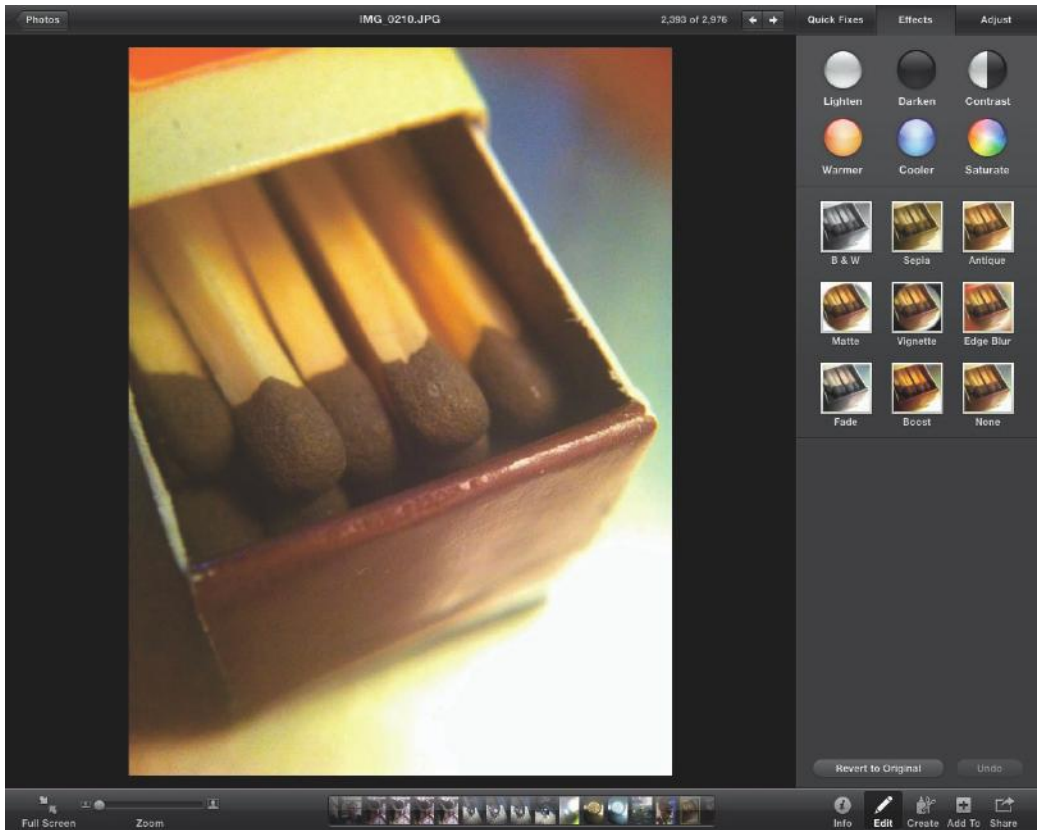 Photos
IMG_0210.JPG
2,393 of 2,976
Quick Fixes
Effects
Adjust
Lighten
Darken
Contrast
Warmer
Cooler
Saturate
B & W
Sepia
Antique
Matte
Vignette
Edge Blur
Fade
Boost
None
Revert to Original
Undo
Full Screen
Zoom
Info
Edit
Create
Add To
Share